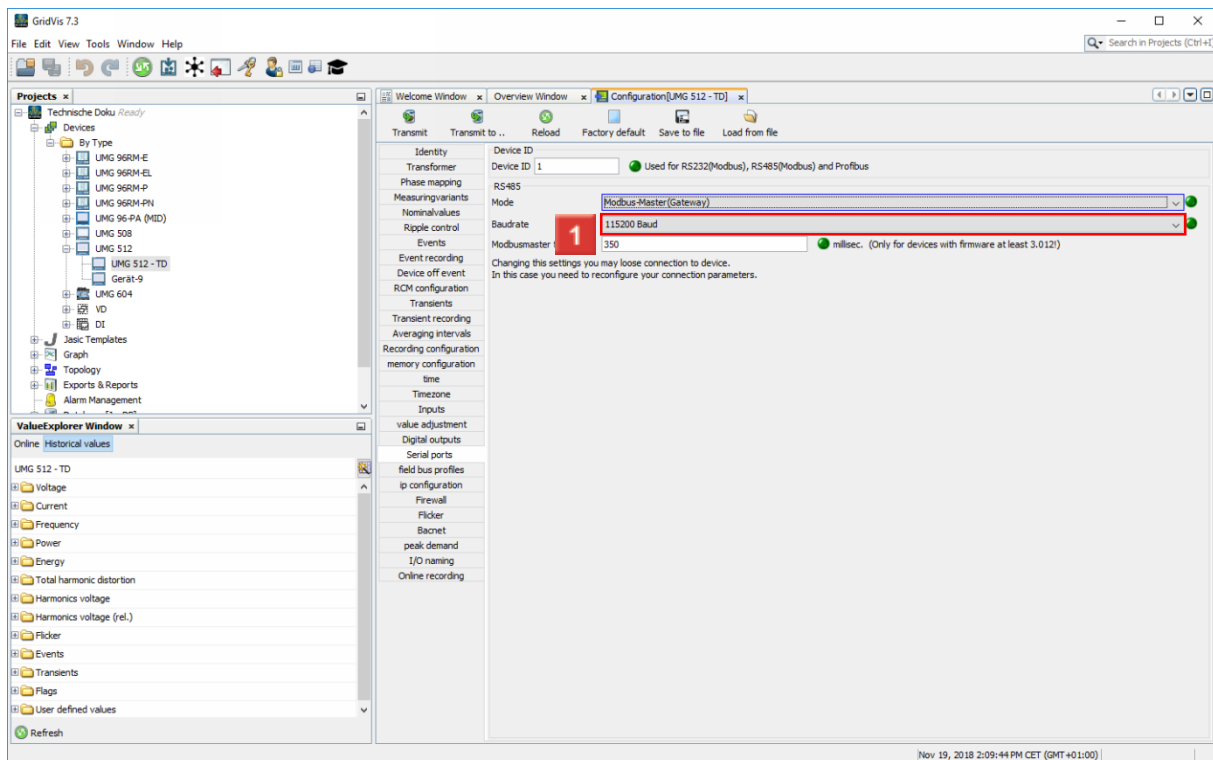 GridVis 7.3
File Edit View Tools Window Help
Search in Projects (Ctrl+I)
Projects
Technische Doku Ready
Devices
By Type
UMG 96RM-E
UMG 96RM-EL
UMG 96RM-P
UMG 96RM-PN
UMG 96-PA (MID)
UMG 508
UMG 512
UMG 512 - TD
Gerät-9
UMG 604
VD
DI
Jasic Templates
Graph
Topology
Exports & Reports
Alarm Management
ValueExplorer Window
Online Historical values
UMG 512 - TD
Voltage
Current
Frequency
Power
Energy
Total harmonic distortion
Harmonics voltage
Harmonics voltage (rel.)
Flicker
Events
Transients
Flags
User defined values
Refresh
Welcome Window Overview Window Configuration[UMG 512 - TD]
Transmit Transmit to .. Reload Factory default Save to file Load from file
Identity
Transformer
Phase mapping
Measuringvariants
Nominalvalues
Ripple control
Events
Event recording
Device off event
RCM configuration
Transients
Transient recording
Averaging intervals
Recording configuration
memory configuration
time
Timezone
Inputs
value adjustment
Digital outputs
Serial ports
field bus profiles
ip configuration
Firewall
Flicker
Bacnet
peak demand
I/O naming
Online recording
Device ID
Device ID 1 Used for RS232(Modbus), RS485(Modbus) and Profibus
RS485
Mode Modbus-Master(Gateway)
Baudrate 115200 Baud
1
Modbusmaster 350 millisec. (Only for devices with firmware at least 3.012!)
Changing this settings you may loose connection to device.
In this case you need to reconfigure your connection parameters.
Nov 19, 2018 2:09:44 PM CET (GMT+01:00)